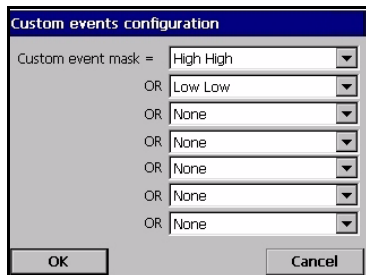 Custom events configuration
Custom event mask = High High
OR Low Low
OR None
OR None
OR None
OR None
OR None
OK Cancel